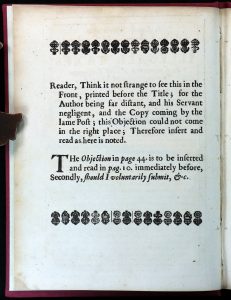 Reader, Think it not strange to see this in the
Front, printed before the Title; for the
Author being far distant, and his Servant
negligent, and the Copy coming by the
same Post; this Objection could not come
in the right place; Therefore insert and
read as here is noted.
THe Objection in page 44. is to be inserted
and read in pag. 10. immediately before,
Secondly, should I voluntarily submit, &c.